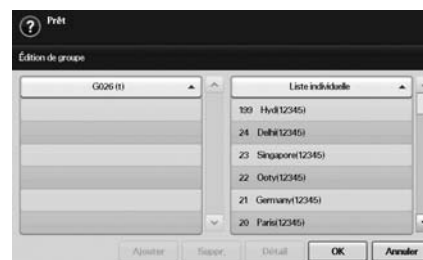 ? Prêt
Édition de groupe
G026 (t) Liste individuelle
199 Hyd(12345)
24 Delhi(12345)
23 Singapore(12345)
22 Ooty(12345)
21 Germany(12345)
20 Paris(12345)
Ajouter Suppr. Détail OK Annuler